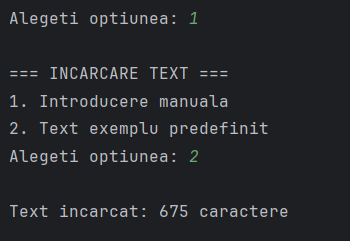 Alegeti optiunea: 1
=== INCARCARE TEXT ===
1. Introducere manuala
2. Text exemplu predefinit
Alegeti optiunea: 2
Text incarcat: 675 caractere